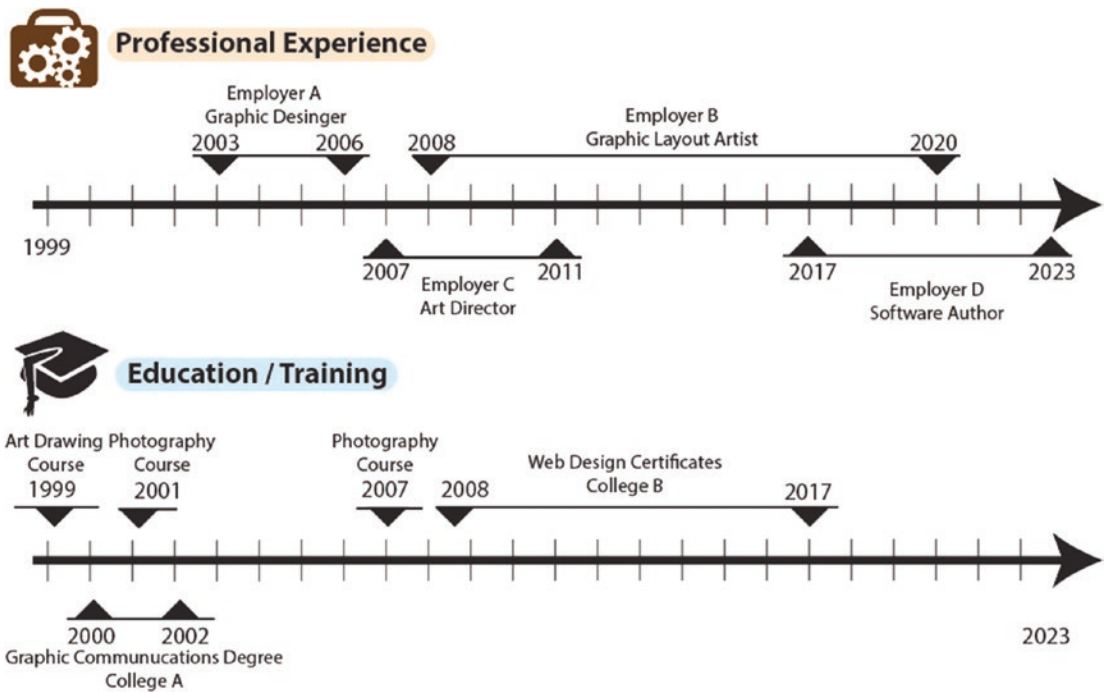 Professional Experience
Employer A
Graphic Desinger
2003 2006
Employer B
Graphic Layout Artist
2008 2020
1999
2007 2011
Employer C
Art Director
2017 2023
Employer D
Software Author
Education / Training
Art Drawing
Course
1999
Photography
Course
2001
Photography
Course
2007
Web Design Certificates
College B
2008 2017
2000 2002
Graphic Communucations Degree
College A
2023